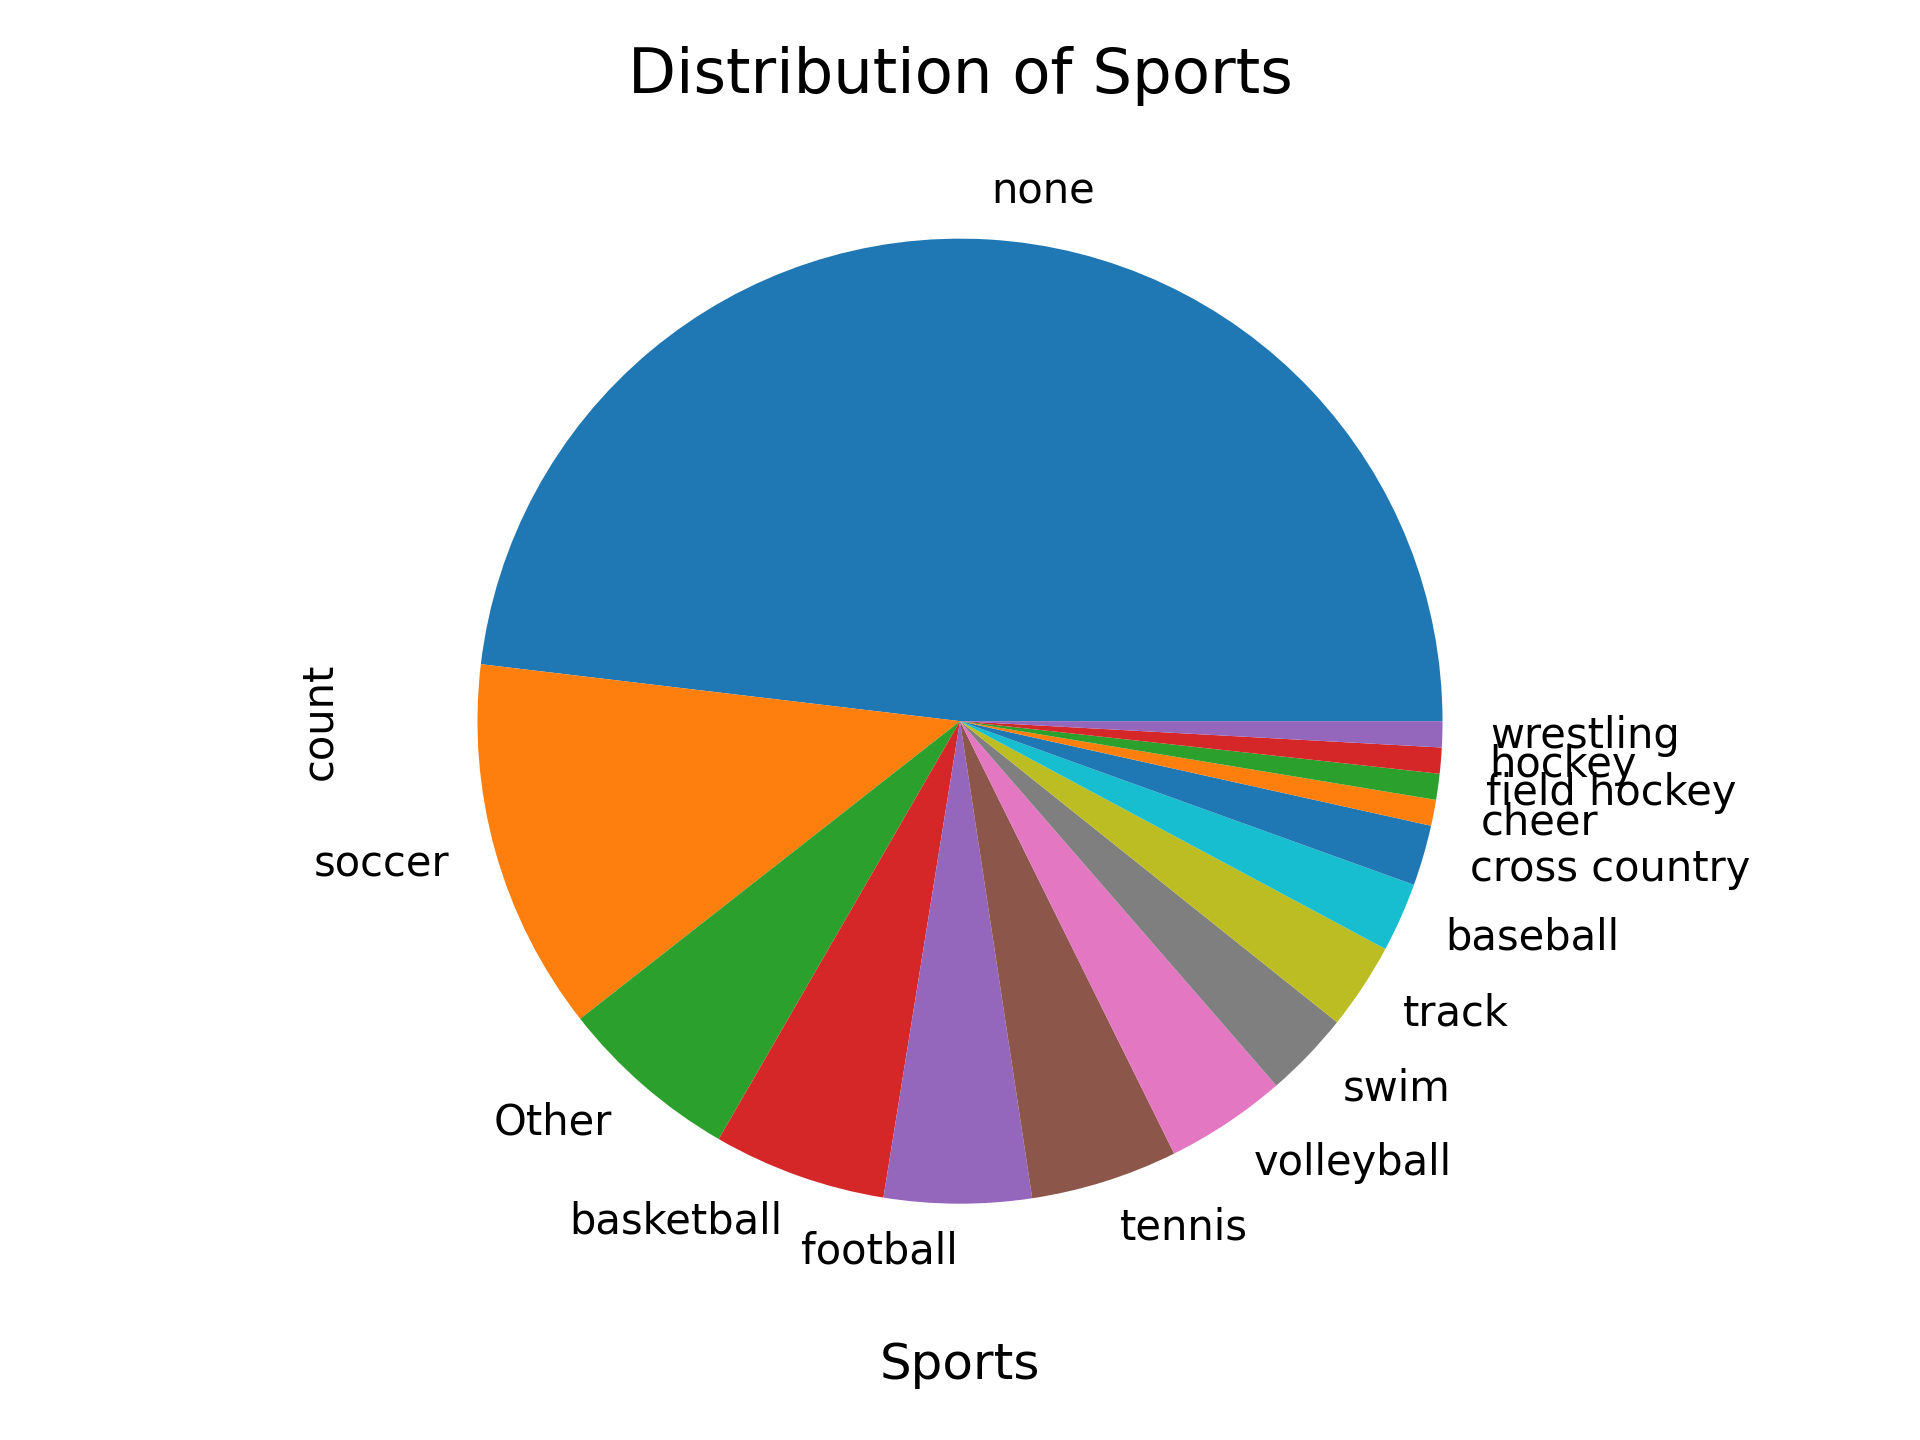 Distribution of Sports
none
count
wrestling
hockey
field hockey
cheer
cross country
soccer
baseball
track
swim
Other
volleyball
basketball
tennis
football
Sports